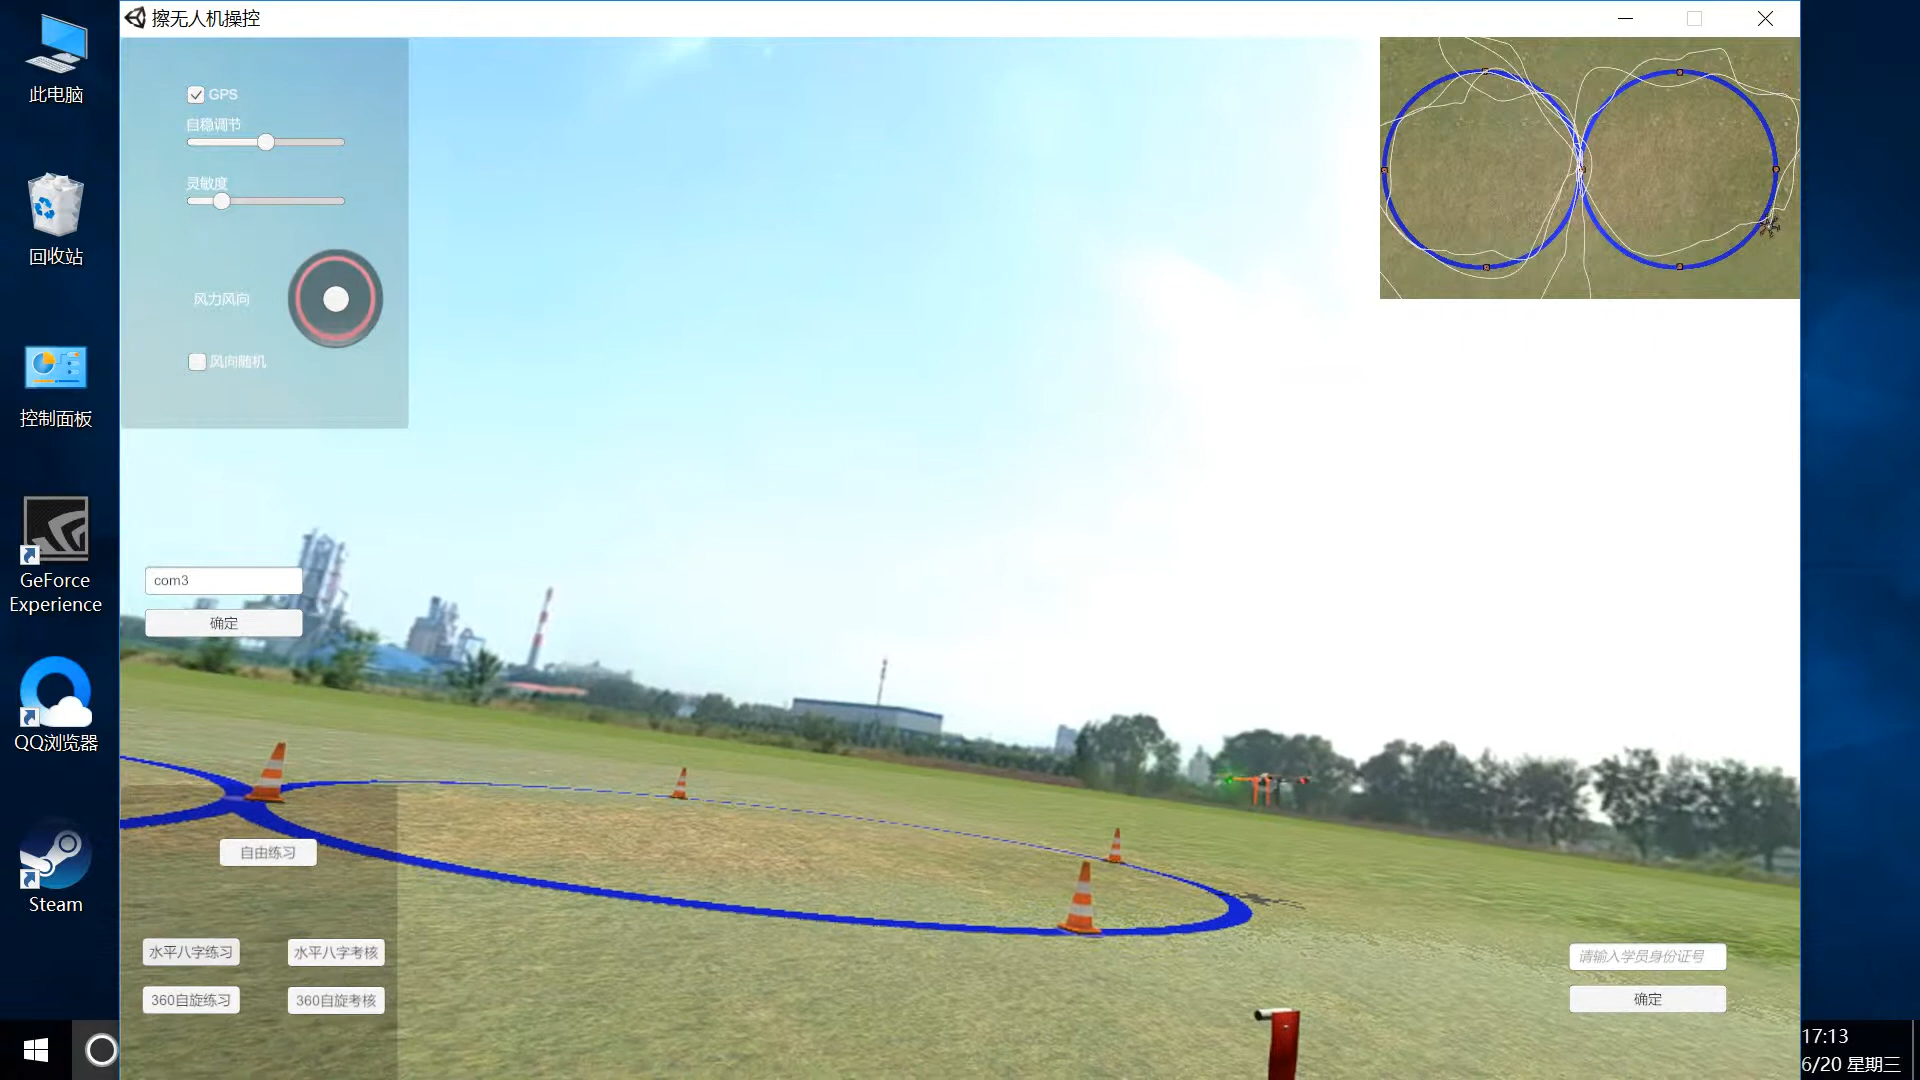 擦无人机操控
此电脑
回收站
控制面板
GeForce
Experience
QQ浏览器
Steam
GPS
自稳调节
灵敏度
风力风向
风向随机
com3
确定
自由练习
水平八字练习
水平八字考核
360自旋练习
360自旋考核
请输入学员身份证号
确定
17:13
6/20 星期三